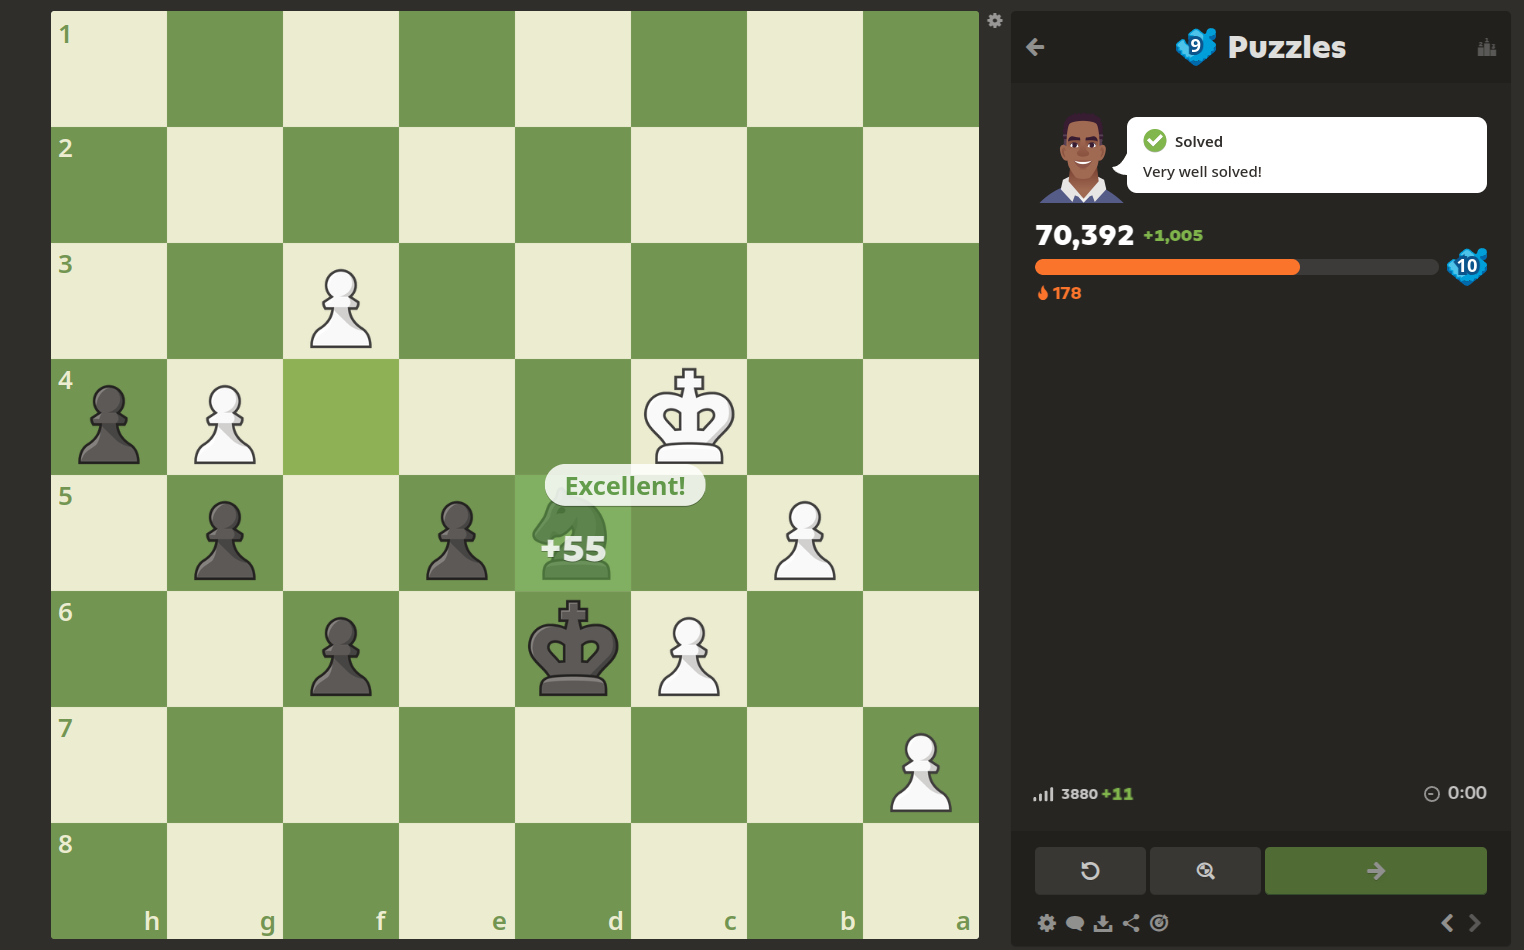 1
2
3
4
5
6
7
8
h g f e d c b a
Excellent!
+55
9 Puzzles
Solved
Very well solved!
70,392 +1,005
10
178
3880 +11
0:00